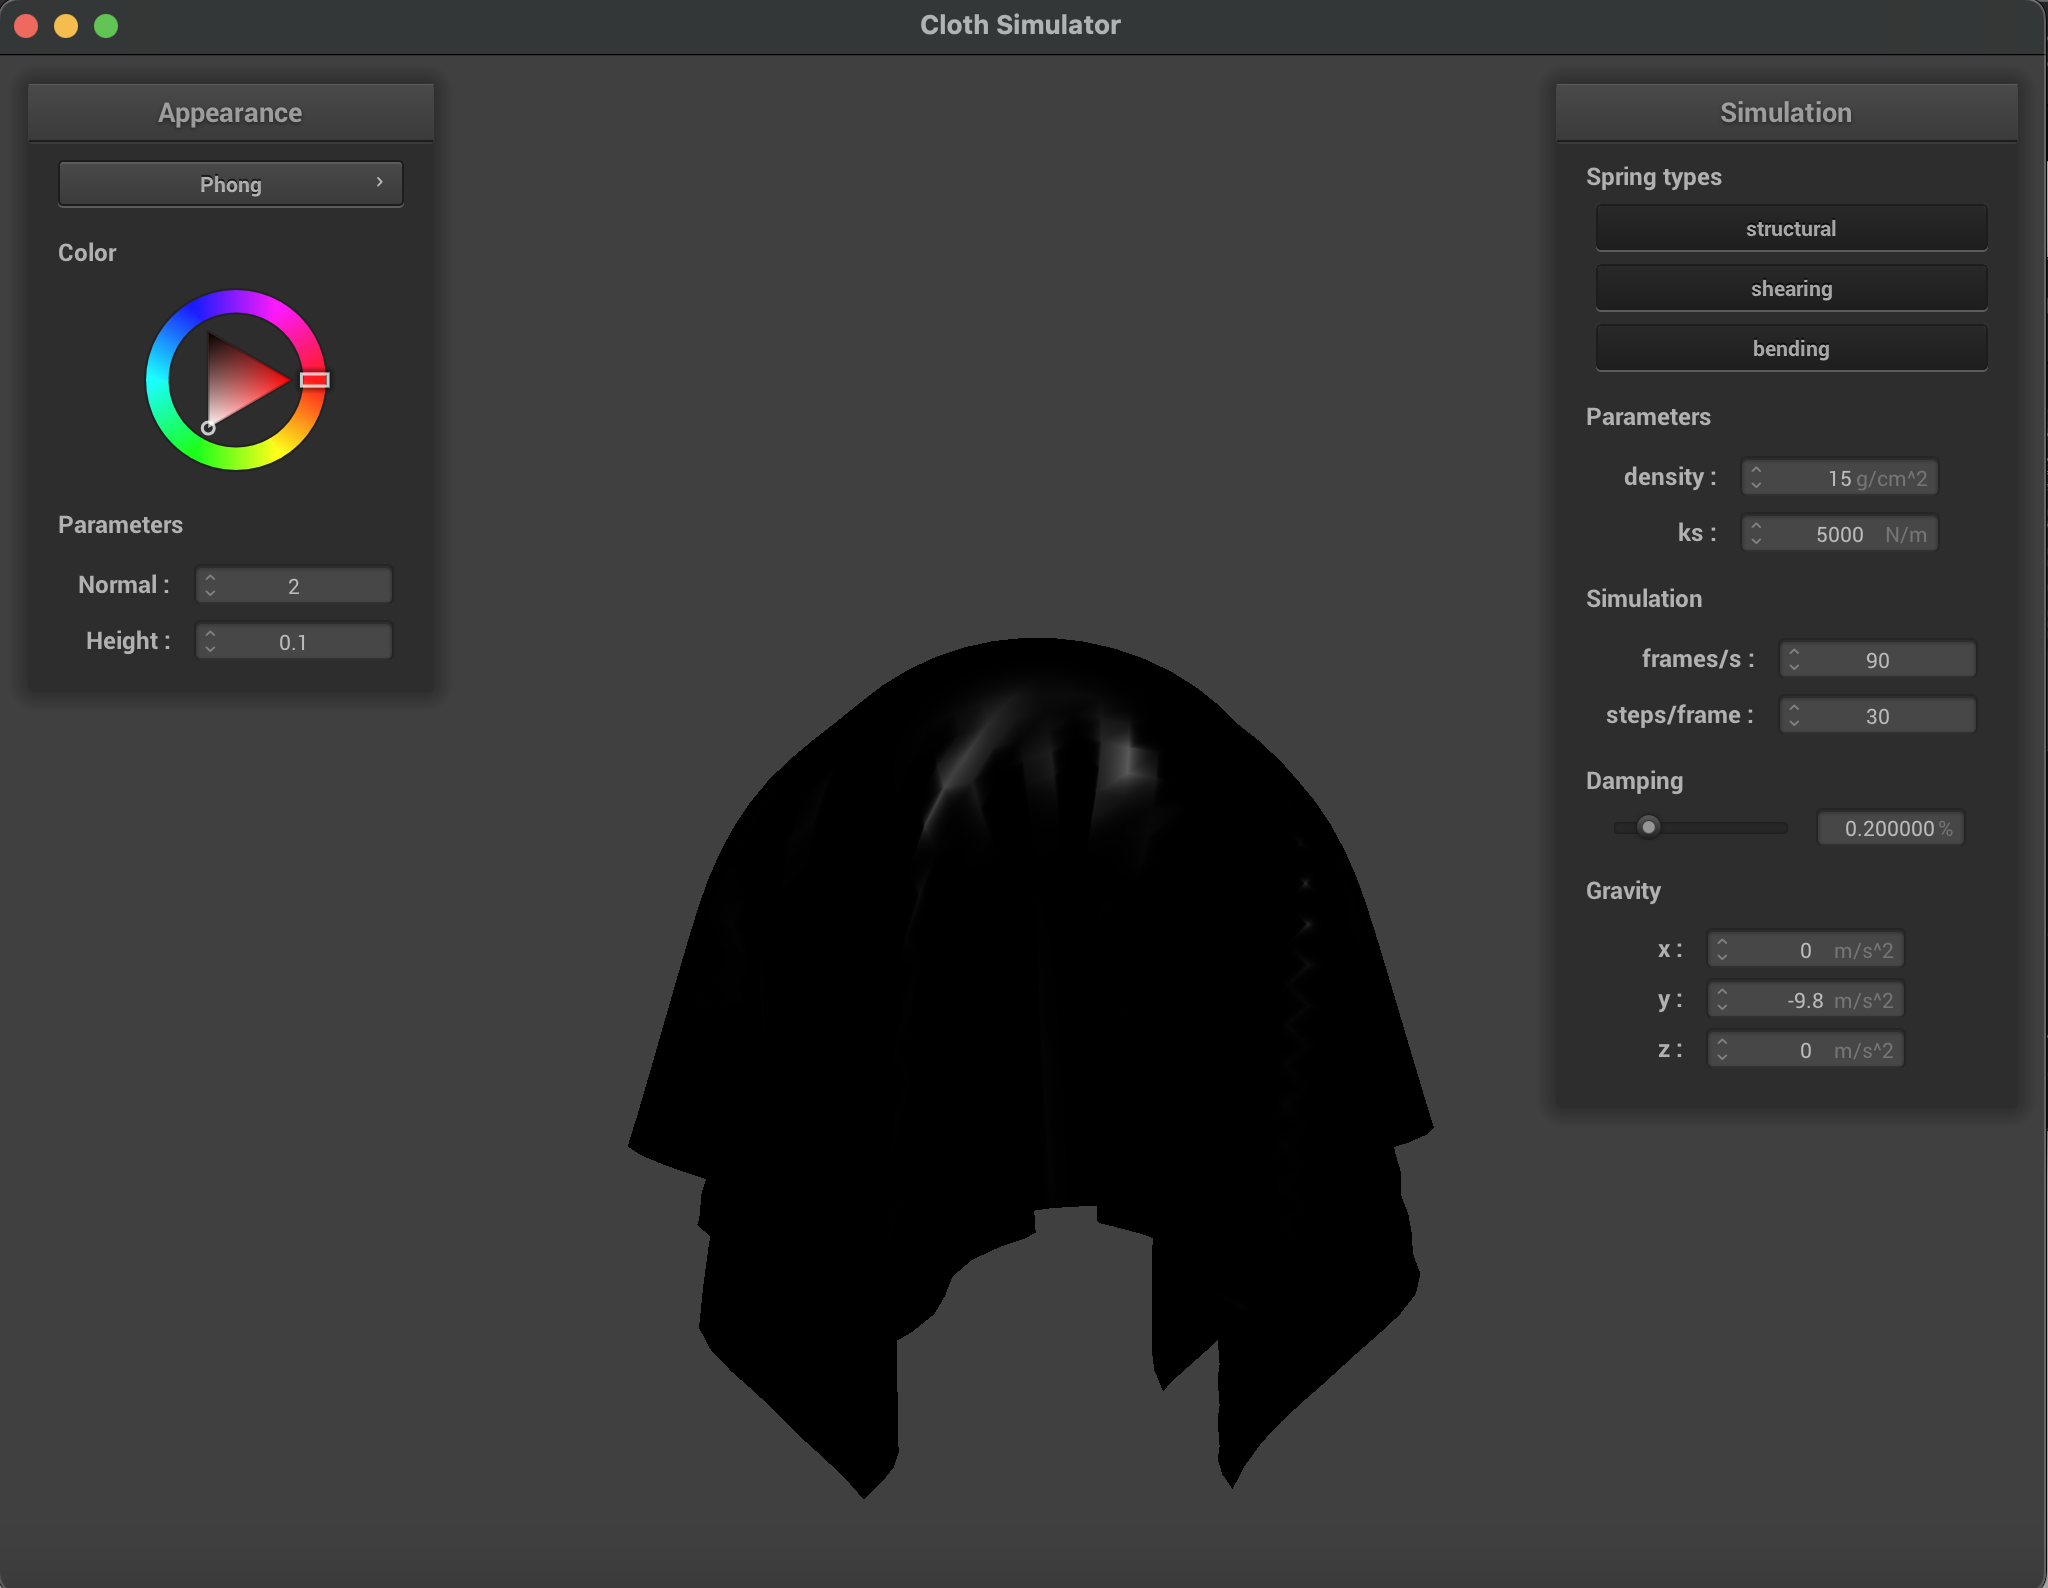 Cloth Simulator
Appearance
Phong
Color
Parameters
Normal : 2
Height : 0.1
Simulation
Spring types
structural
shearing
bending
Parameters
density : 15 g/cm^2
ks : 5000 N/m
Simulation
frames/s : 90
steps/frame : 30
Damping
0.200000 %
Gravity
x : 0 m/s^2
y : -9.8 m/s^2
z : 0 m/s^2